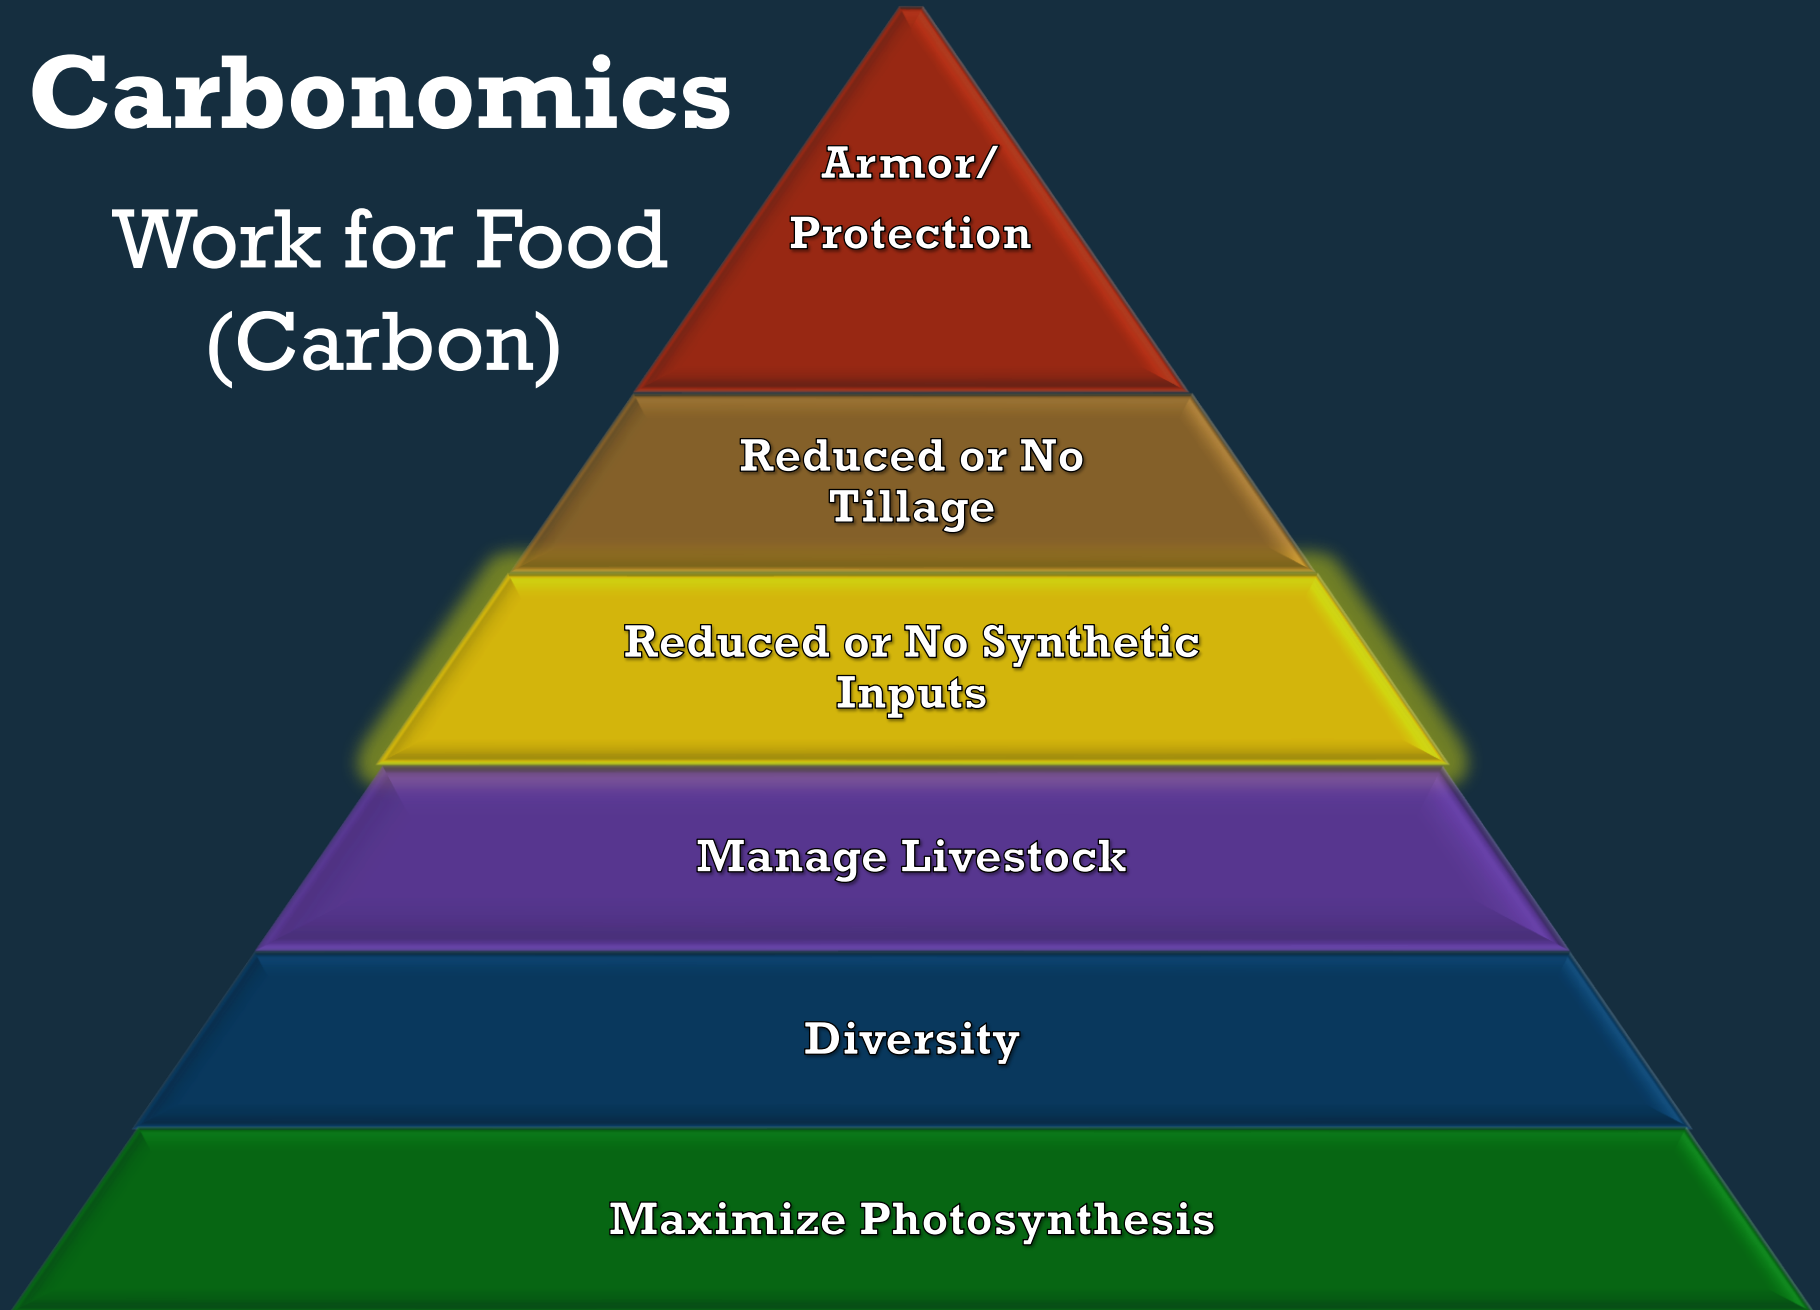 Carbonomics
Work for Food
(Carbon)
Armor/
Protection
Reduced or No
Tillage
Reduced or No Synthetic
Inputs
Manage Livestock
Diversity
Maximize Photosynthesis